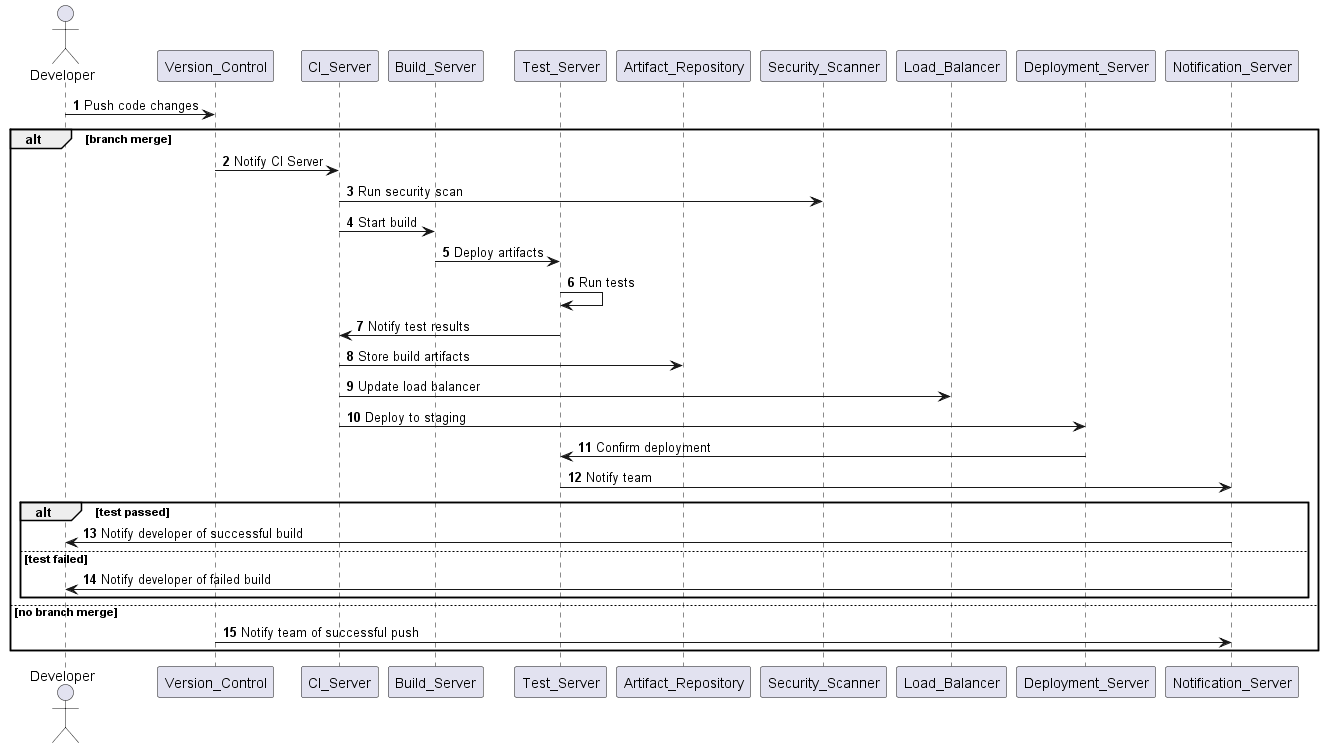 Developer
Version_Control
CI_Server
Build_Server
Test_Server
Artifact_Repository
Security_Scanner
Load_Balancer
Deployment_Server
Notification_Server
1 Push code changes
alt [branch merge]
2 Notify CI Server
3 Run security scan
4 Start build
5 Deploy artifacts
6 Run tests
7 Notify test results
8 Store build artifacts
9 Update load balancer
10 Deploy to staging
11 Confirm deployment
12 Notify team
alt [test passed]
13 Notify developer of successful build
[test failed]
14 Notify developer of failed build
[no branch merge]
15 Notify team of successful push
Developer
Version_Control
CI_Server
Build_Server
Test_Server
Artifact_Repository
Security_Scanner
Load_Balancer
Deployment_Server
Notification_Server